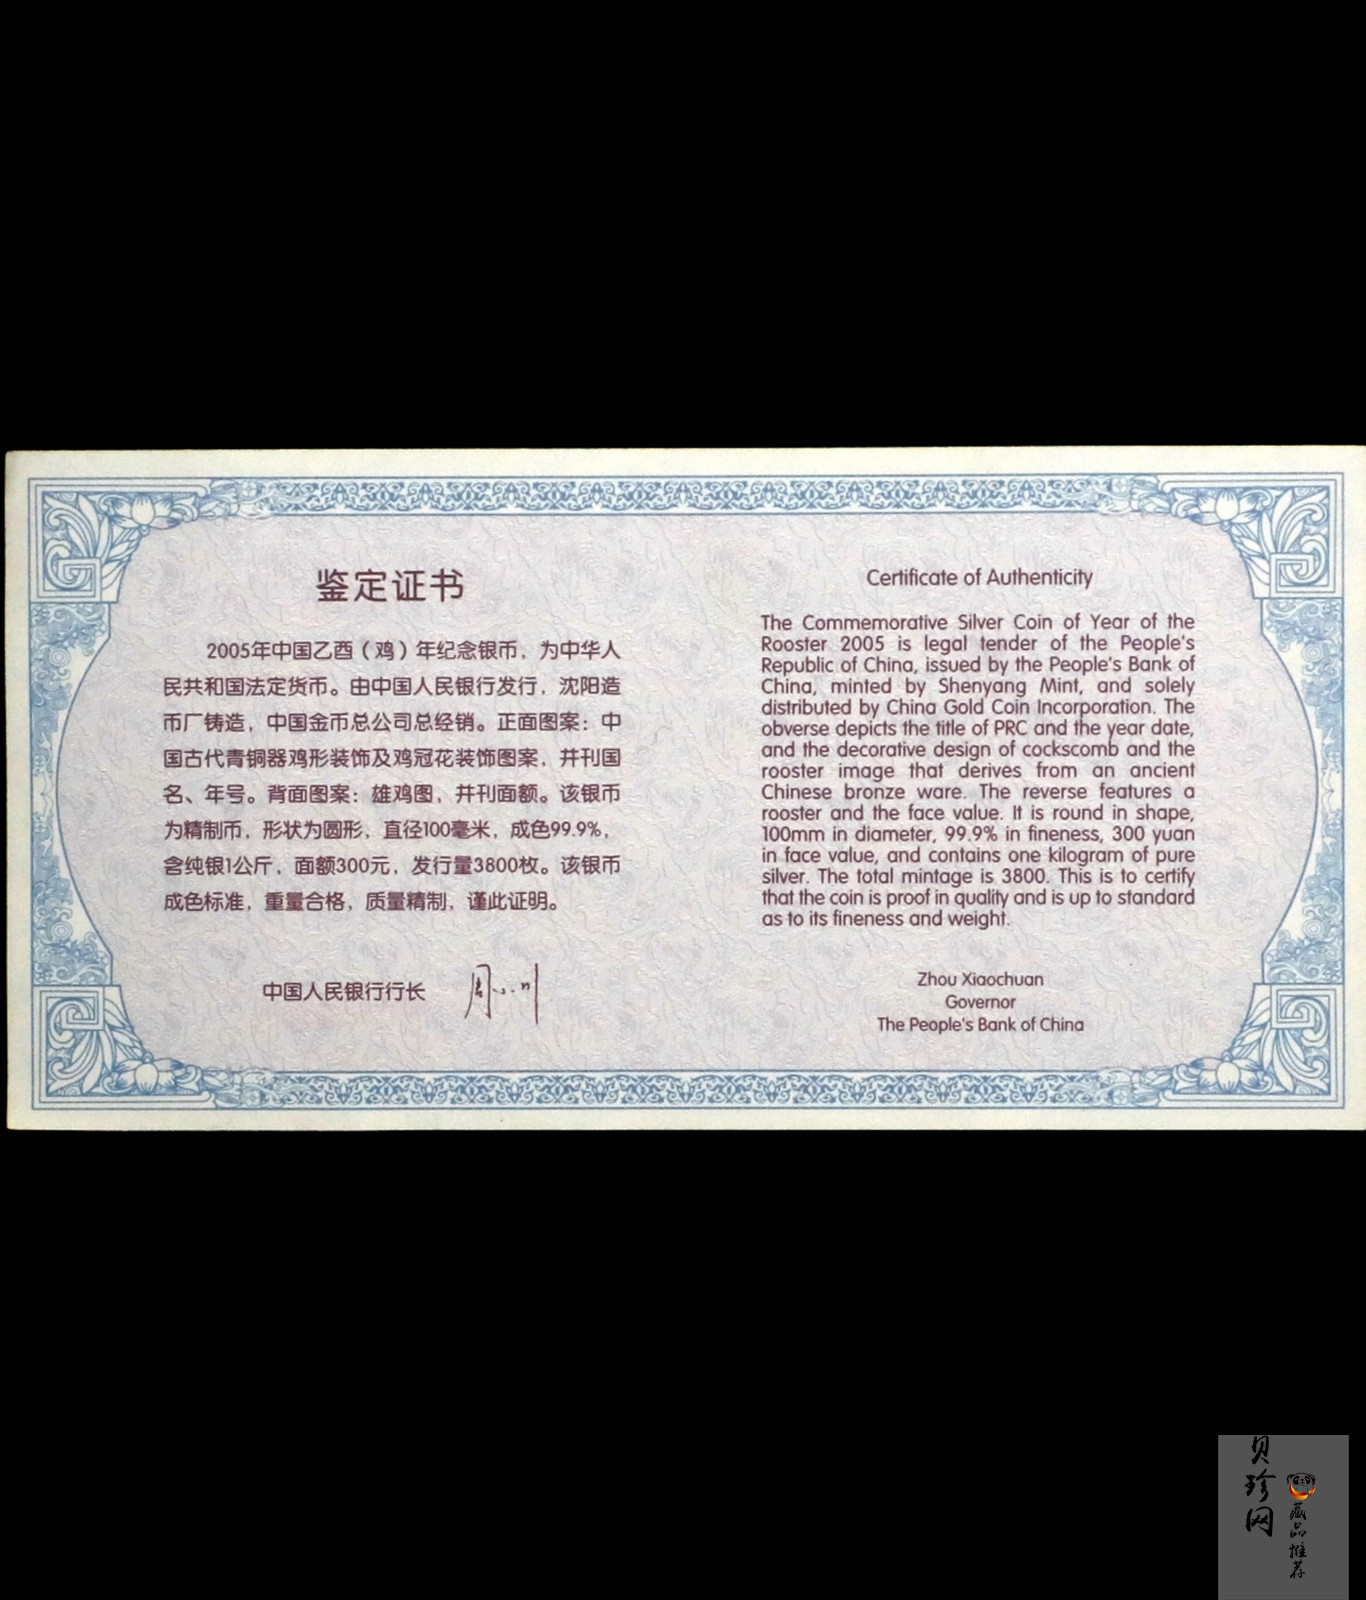 鉴定证书
2005年中国乙酉（鸡）年纪念银币，为中华人
民共和国法定货币。由中国人民银行发行，沈阳造
币厂铸造，中国金币总公司总经销。正面图案：中
国古代青铜器鸡形装饰及鸡冠花装饰图案，并刊国
名、年号。背面图案：雄鸡图，并刊面额。该银币
为精制币，形状为圆形，直径100毫米，成色99.9%，
含纯银1公斤，面额300元，发行量3800枚。该银币
成色标准，重量合格，质量精制，谨此证明。
中国人民银行行长 周小川
Certificate of Authenticity
The Commemorative Silver Coin of Year of the
Rooster 2005 is legal tender of the People's
Republic of China, issued by the People's Bank of
China, minted by Shenyang Mint, and solely
distributed by China Gold Coin Incorporation. The
obverse depicts the title of PRC and the year date,
and the decorative design of cockscomb and the
rooster image that derives from an ancient
Chinese bronze ware. The reverse features a
rooster and the face value. It is round in shape,
100mm in diameter, 99.9% in fineness, 300 yuan
in face value, and contains one kilogram of pure
silver. The total mintage is 3800. This is to certify
that the coin is proof in quality and is up to standard
as to its fineness and weight.
Zhou Xiaochuan
Governor
The People's Bank of China
贝珍网
藏品推荐